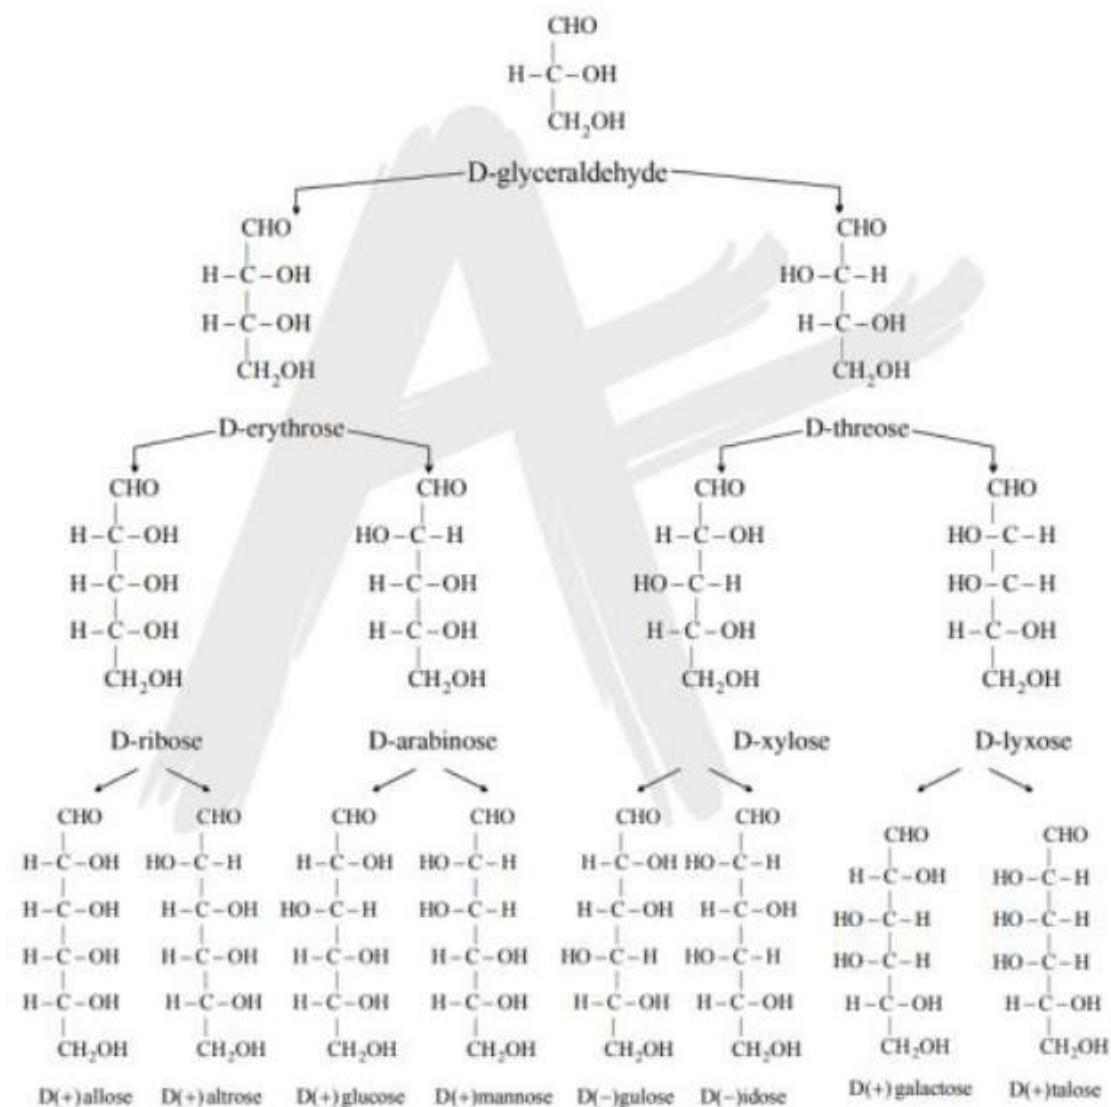 CHO
H–C–OH
CH₂OH
D-glyceraldehyde
CHO CHO
H–C–OH HO–C–H
H–C–OH H–C–OH
CH₂OH CH₂OH
D-erythrose D-threose
CHO CHO CHO CHO
H–C–OH HO–C–H H–C–OH HO–C–H
H–C–OH H–C–OH HO–C–H HO–C–H
H–C–OH H–C–OH H–C–OH H–C–OH
CH₂OH CH₂OH CH₂OH CH₂OH
D-ribose D-arabinose D-xylose D-lyxose
CHO CHO CHO CHO CHO CHO CHO CHO
H–C–OH HO–C–H H–C–OH HO–C–H H–C–OH HO–C–H H–C–OH HO–C–H
H–C–OH H–C–OH HO–C–H HO–C–H H–C–OH H–C–OH HO–C–H HO–C–H
H–C–OH H–C–OH H–C–OH H–C–OH HO–C–H HO–C–H HO–C–H HO–C–H
H–C–OH H–C–OH H–C–OH H–C–OH H–C–OH H–C–OH H–C–OH H–C–OH
CH₂OH CH₂OH CH₂OH CH₂OH CH₂OH CH₂OH CH₂OH CH₂OH
D(+)allose D(+)altrose D(+)glucose D(+)mannose D(–)gulose D(–)idose D(+)galactose D(+)talose